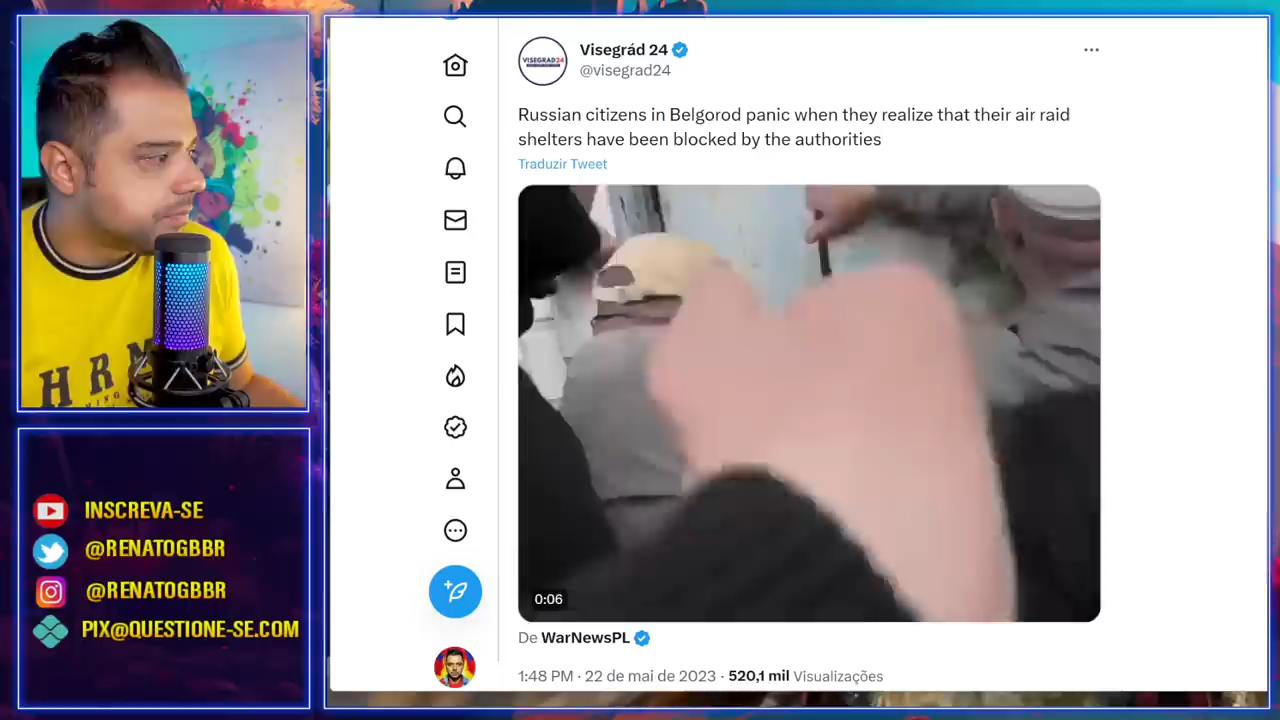 HRM
INSCREVA-SE
@RENATOGBBR
@RENATOGBBR
PIX@QUESTIONE-SE.COM
VISEGRAD24
Visegrád 24
@visegrad24
Russian citizens in Belgorod panic when they realize that their air raid
shelters have been blocked by the authorities
Traduzir Tweet
0:06
De WarNewsPL
1:48 PM · 22 de mai de 2023 · 520,1 mil Visualizações